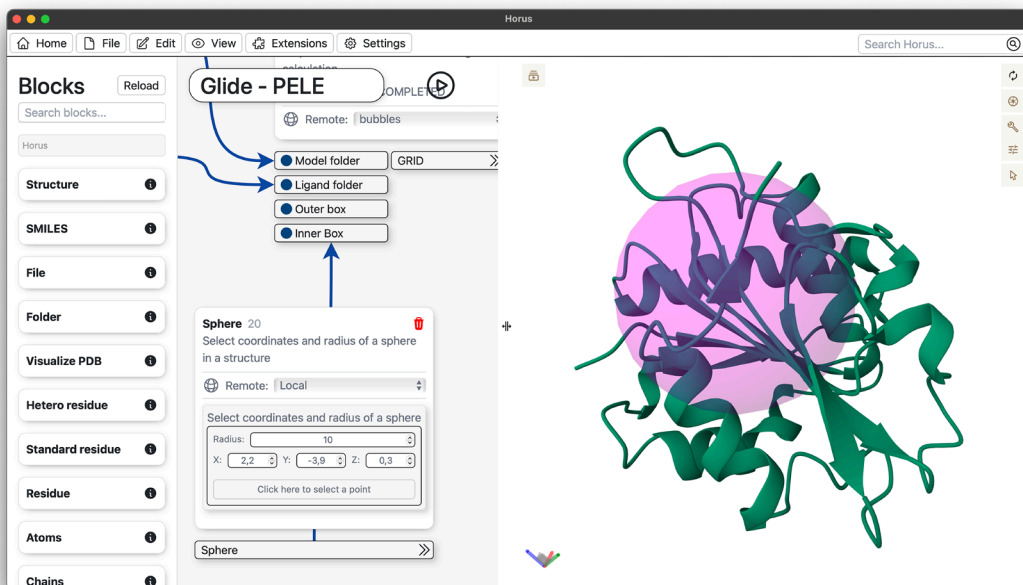 Horus
Home File Edit View Extensions Settings Search Horus...
Blocks Reload
Search blocks...
Horus
Structure
SMILES
File
Folder
Visualize PDB
Hetero residue
Standard residue
Residue
Atoms
Chains
calculation
Glide - PELE
COMPLETED
Remote: bubbles
Model folder GRID
Ligand folder
Outer box
Inner Box
Sphere 20
Select coordinates and radius of a sphere
in a structure
Remote: Local
Select coordinates and radius of a sphere
Radius: 10
X: 2,2 Y: -3,9 Z: 0,3
Click here to select a point
Sphere